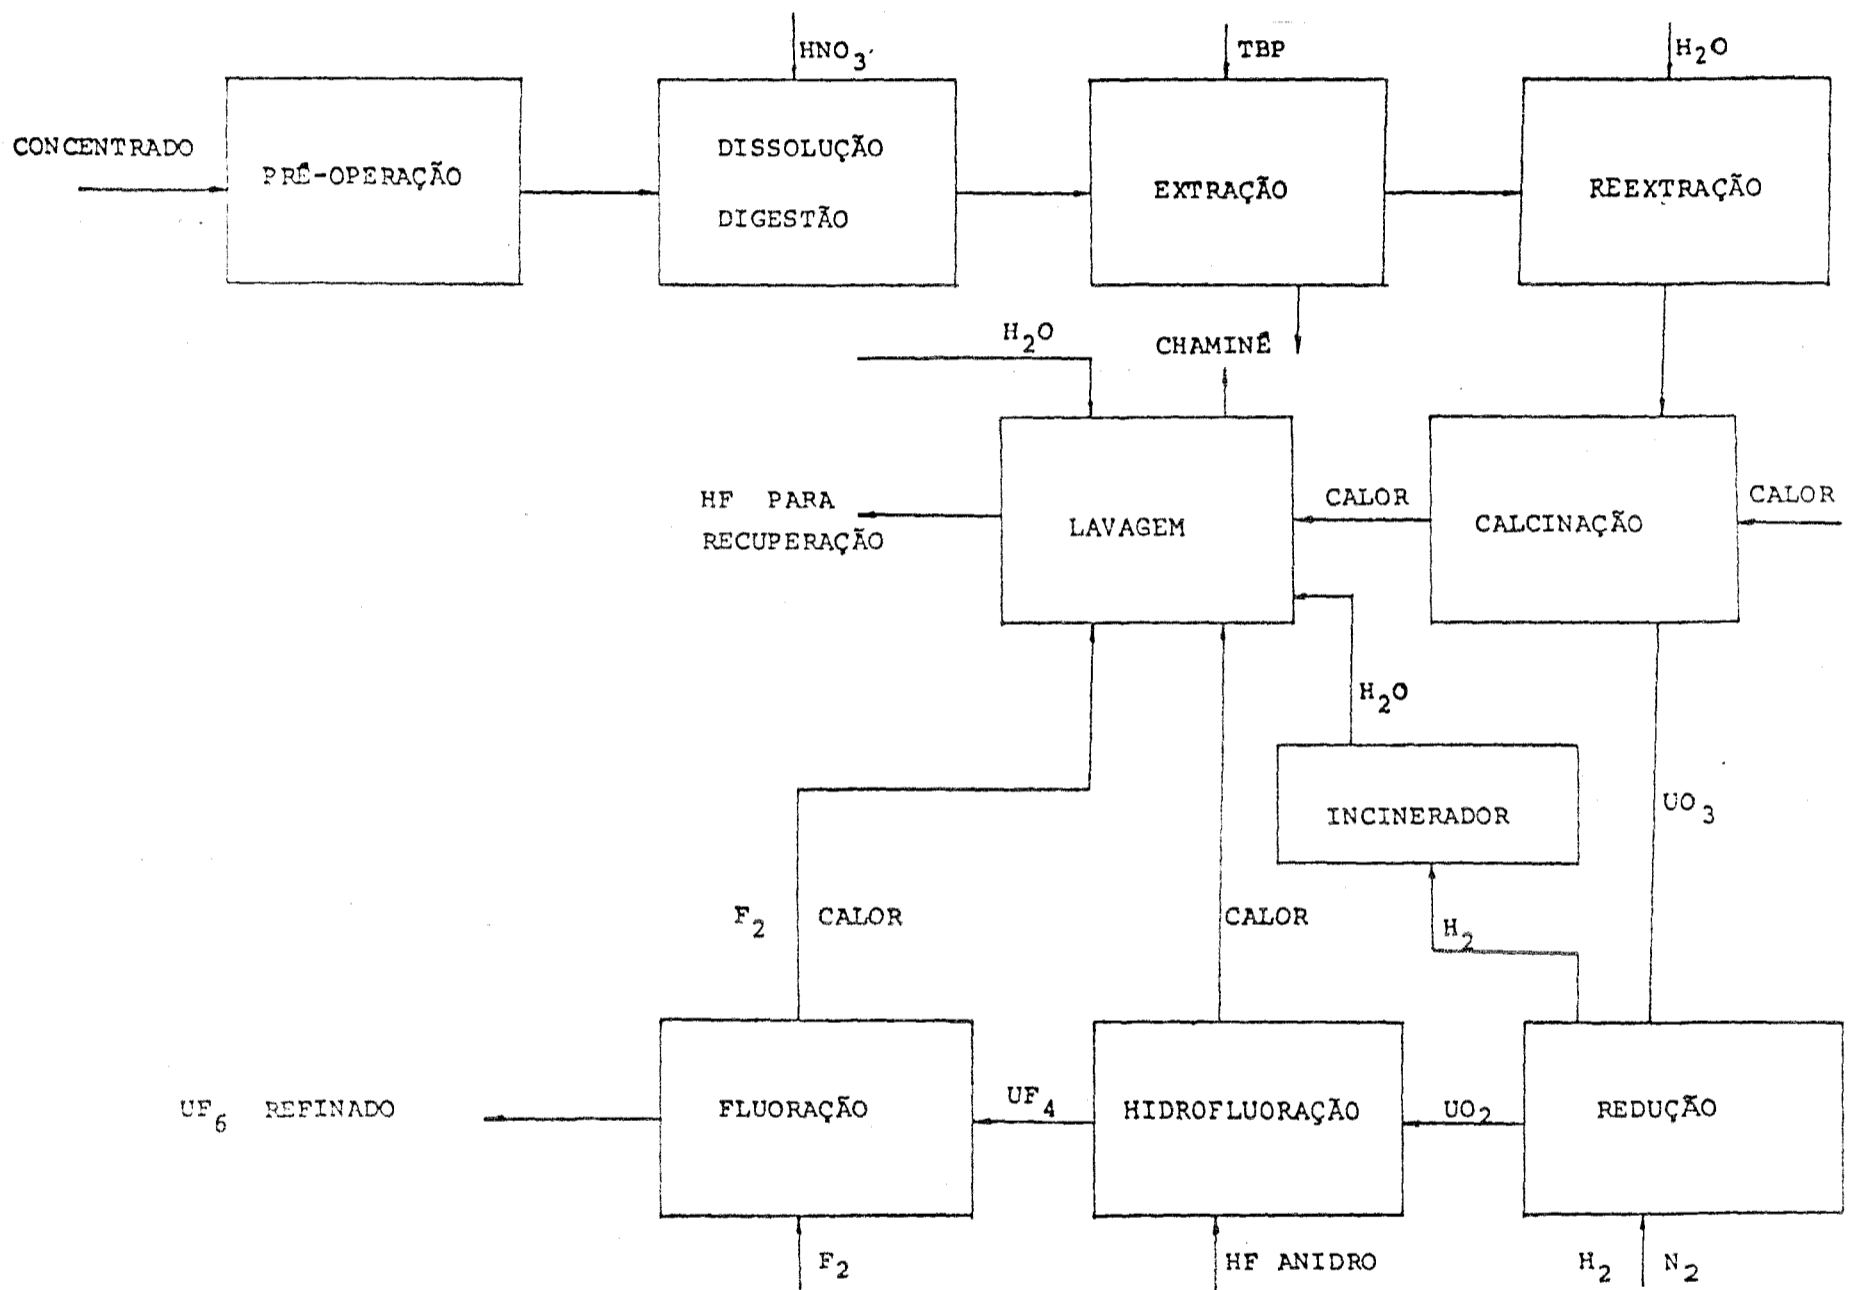 HNO3
TBP
H2O
CONCENTRADO
PRÉ-OPERAÇÃO
DISSOLUÇÃO
DIGESTÃO
EXTRAÇÃO
REEXTRAÇÃO
H2O
CHAMINÉ
HF PARA
RECUPERAÇÃO
LAVAGEM
CALOR
CALCINAÇÃO
CALOR
H2O
INCINERADOR
UO3
F2 CALOR
CALOR
H2
UF6 REFINADO
FLUORAÇÃO
UF4
HIDROFLUORAÇÃO
UO2
REDUÇÃO
F2
HF ANIDRO
H2 N2